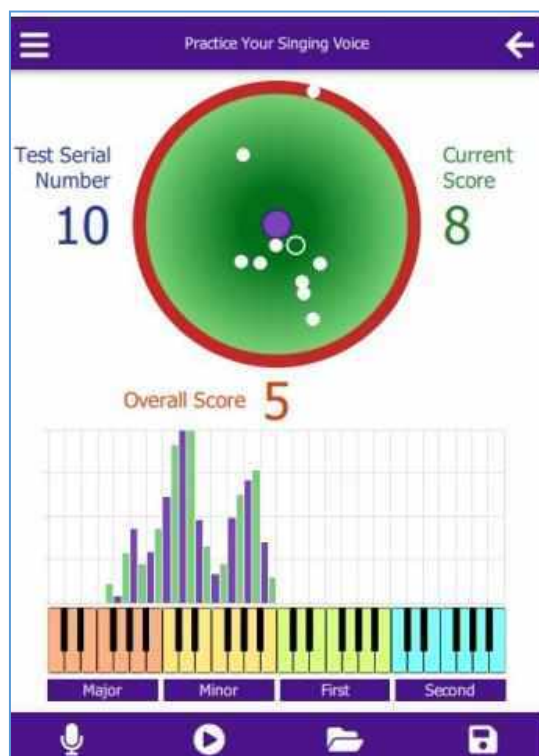 Practice Your Singing Voice
Test Serial
Number
10
Current
Score
8
Overall Score 5
Major Minor First Second